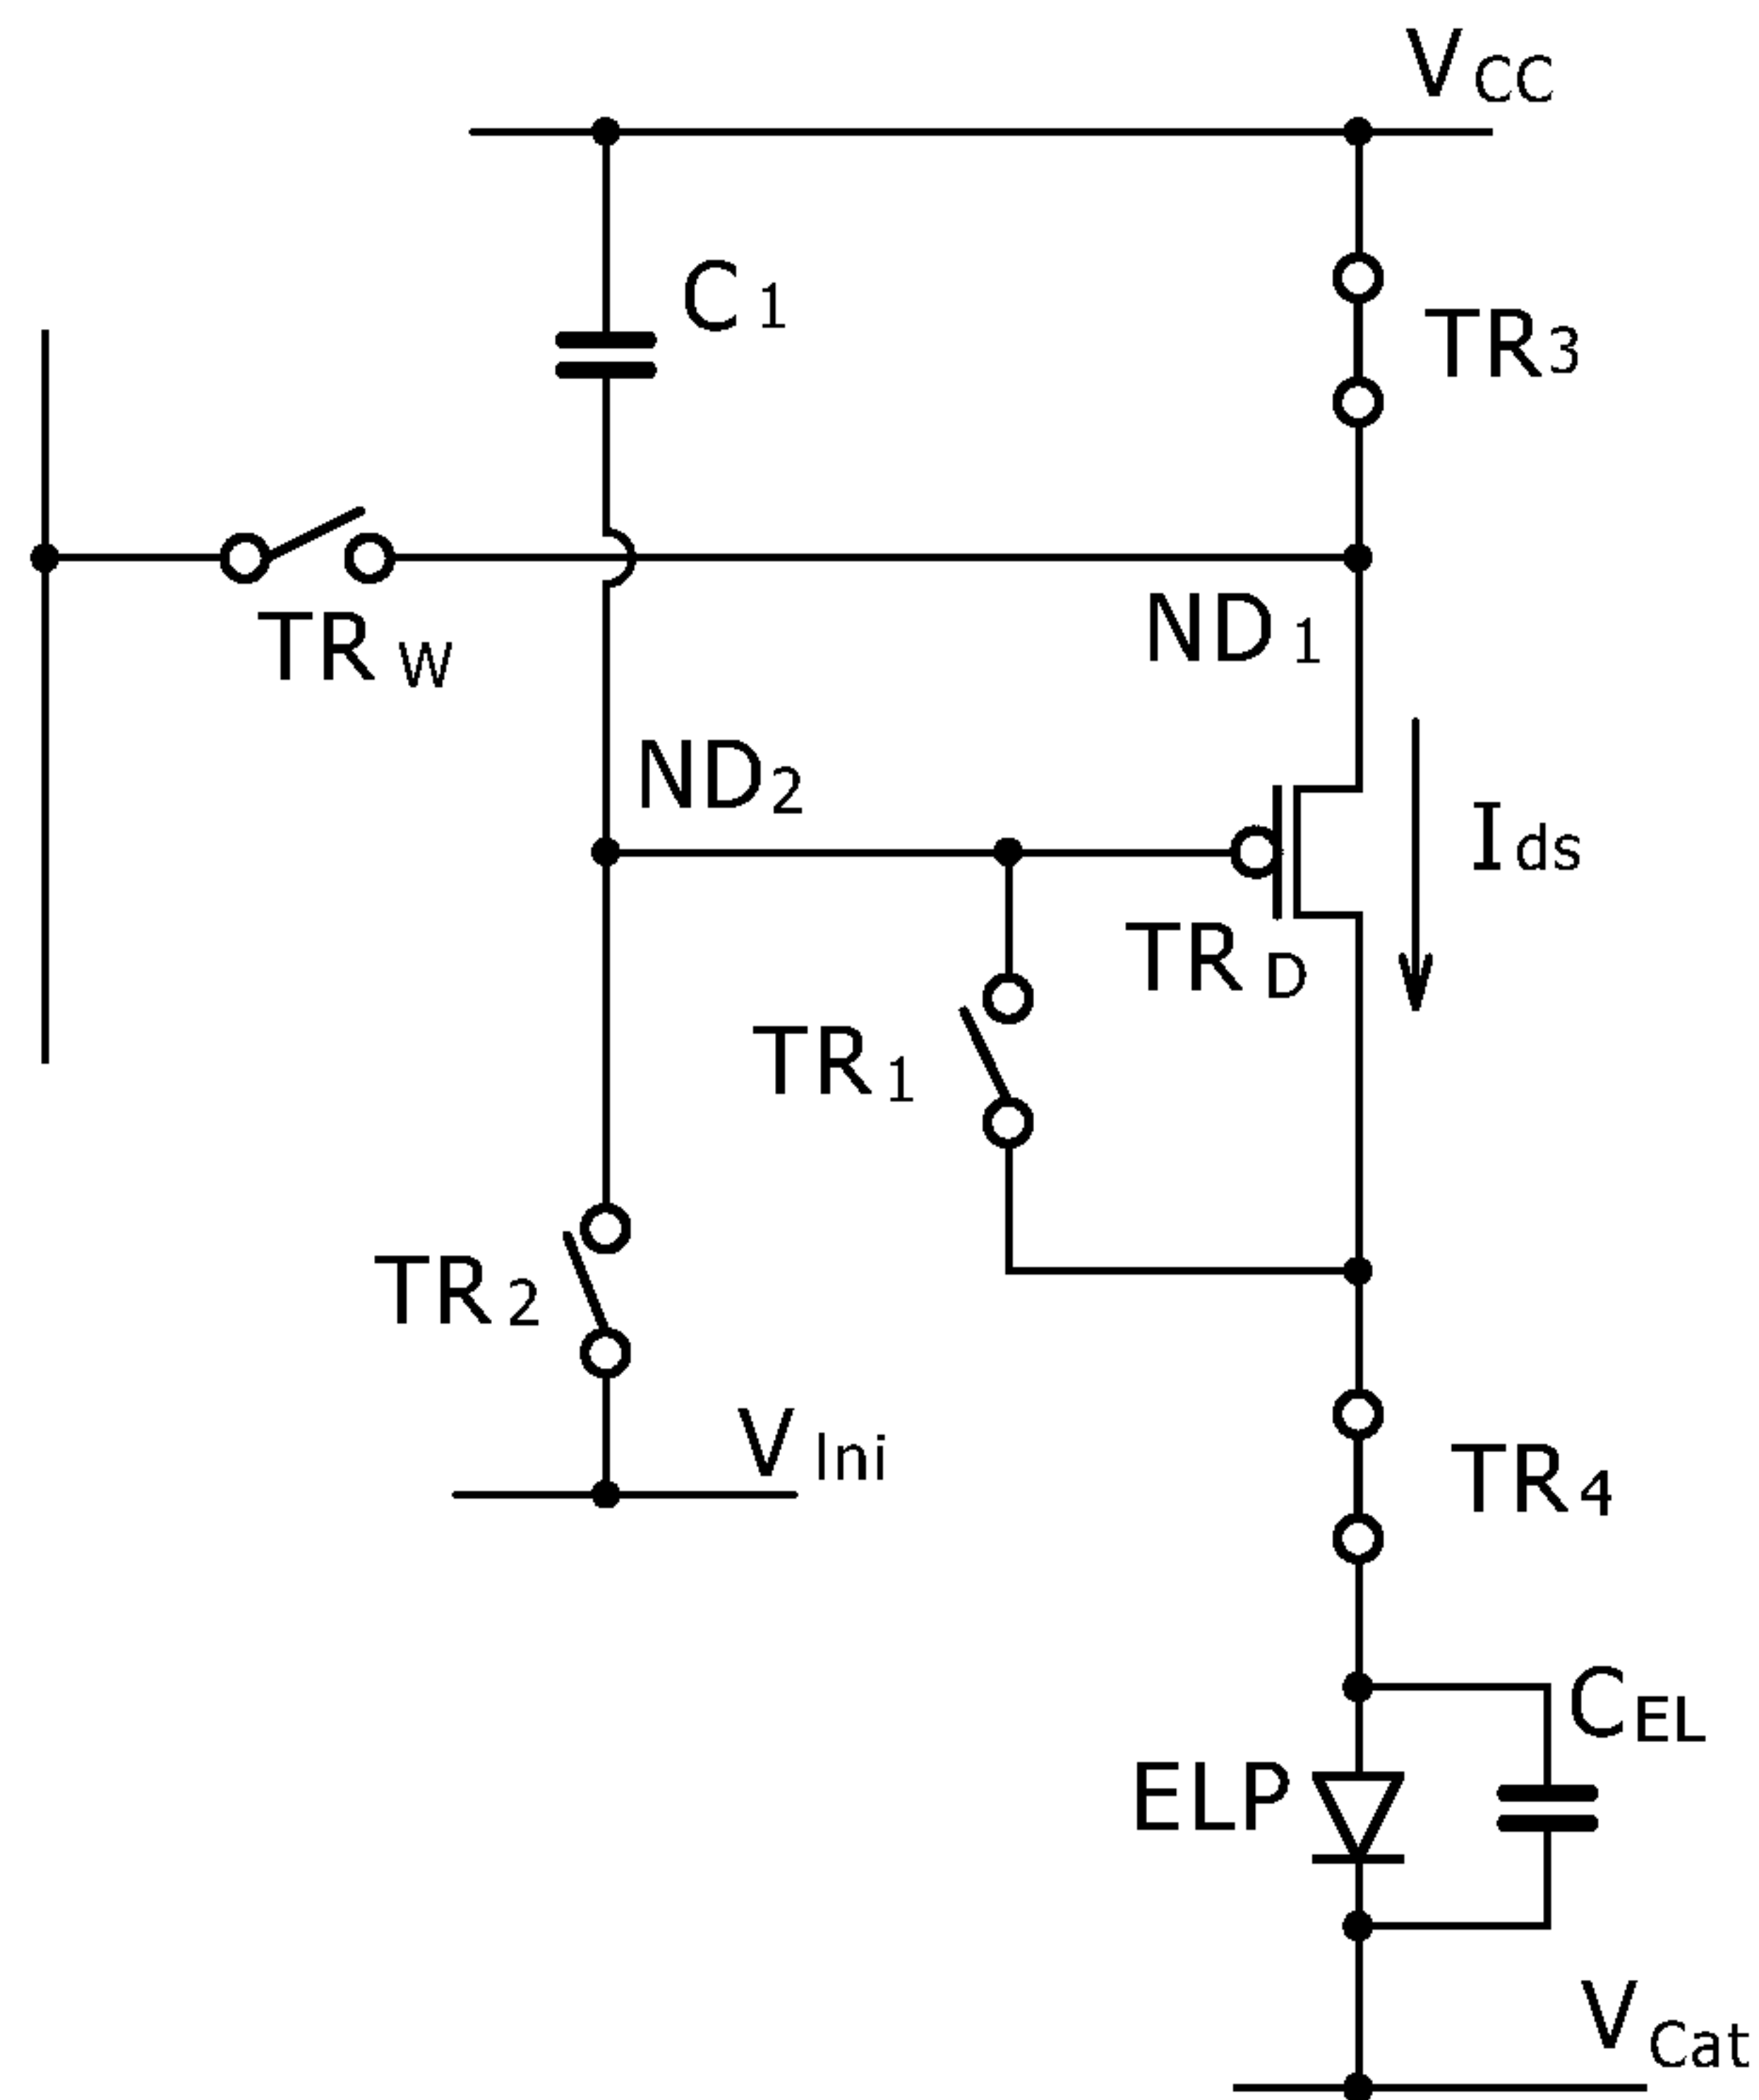 VCC
C1
TR3
TRW
ND1
ND2
Ids
TRD
TR1
TR2
VIni
TR4
CEL
ELP
VCat